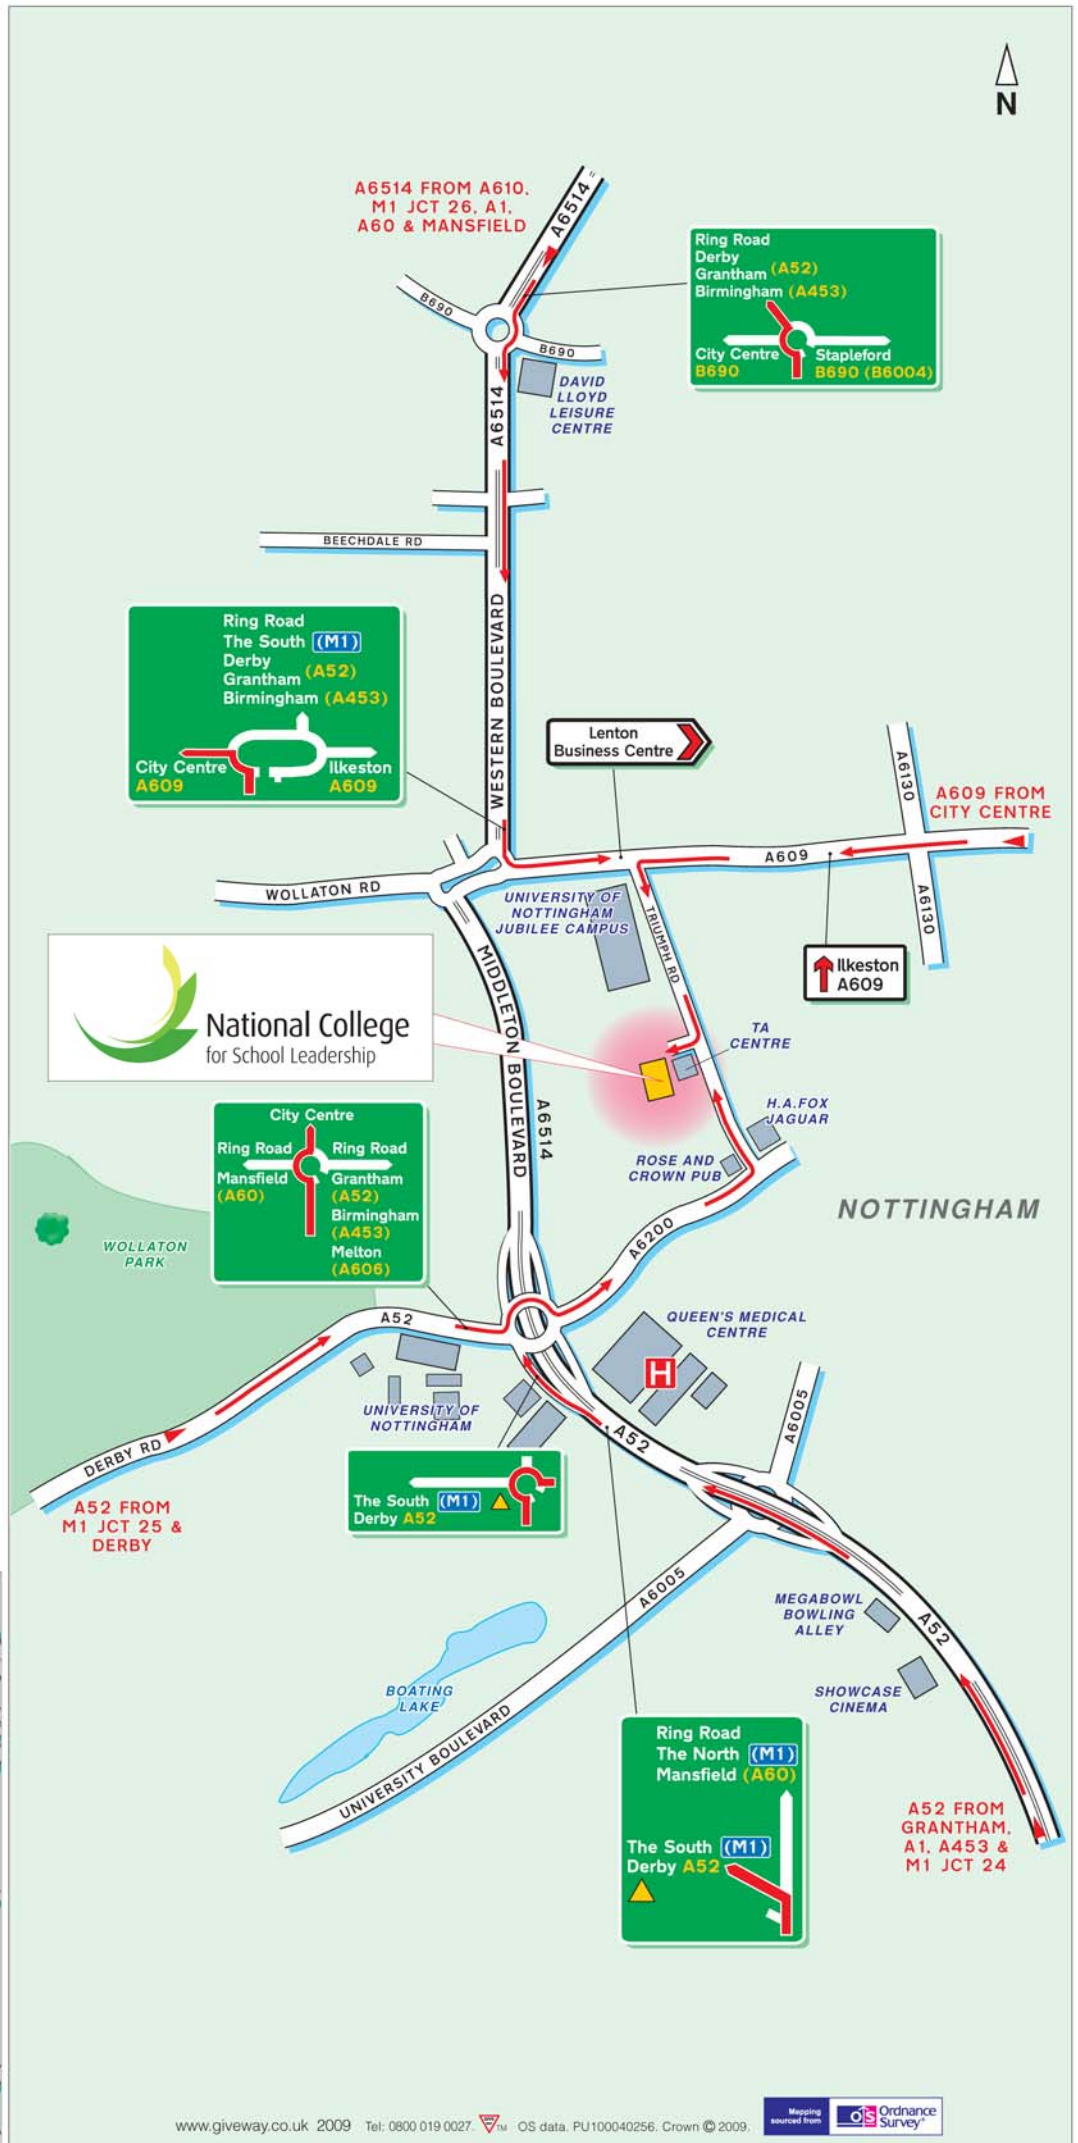 N
A6514 FROM A610,
M1 JCT 26, A1,
A60 & MANSFIELD
A6514
Ring Road
Derby
Grantham (A52)
Birmingham (A453)
City Centre
B690
Stapleford
B690 (B6004)
B690
B690
DAVID
LLOYD
LEISURE
CENTRE
A6514
BEECHDALE RD
WESTERN BOULEVARD
Ring Road
The South (M1)
Derby
Grantham (A52)
Birmingham (A453)
City Centre
A609
Ilkeston
A609
Lenton
Business Centre
A6130
A609 FROM
CITY CENTRE
A609
A6130
WOLLATON RD
UNIVERSITY OF
NOTTINGHAM
JUBILEE CAMPUS
TRIUMPH RD
Ilkeston
A609
National College
for School Leadership
MIDDLETON BOULEVARD
A6514
TA
CENTRE
H.A.FOX
JAGUAR
ROSE AND
CROWN PUB
City Centre
Ring Road
Ring Road
Mansfield
(A60)
Grantham
(A52)
Birmingham
(A453)
Melton
(A606)
NOTTINGHAM
WOLLATON
PARK
A6200
A52
QUEEN'S MEDICAL
CENTRE
H
UNIVERSITY OF
NOTTINGHAM
A6005
DERBY RD
A52
A52 FROM
M1 JCT 25 &
DERBY
The South (M1)
Derby A52
A6005
MEGABOWL
BOWLING
ALLEY
A52
SHOWCASE
CINEMA
BOATING
LAKE
UNIVERSITY BOULEVARD
Ring Road
The North (M1)
Mansfield (A60)
The South (M1)
Derby A52
A52 FROM
GRANTHAM,
A1, A453 &
M1 JCT 24
www.giveway.co.uk 2009 Tel: 0800 019 0027. TM OS data. PU100040256. Crown © 2009.
Mapping
sourced from
OS Ordnance
Survey®